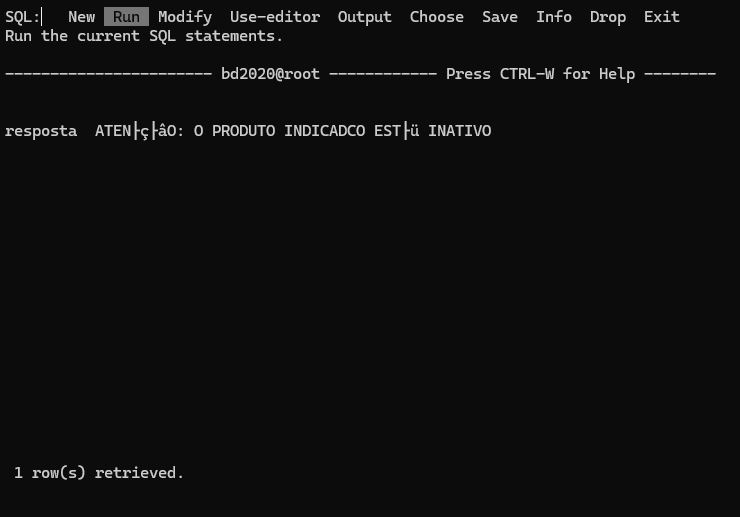 SQL: New Run Modify Use-editor Output Choose Save Info Drop Exit
Run the current SQL statements.
----------------------- bd2020@root ------------ Press CTRL-W for Help --------
resposta ATEN├ç├âO: O PRODUTO INDICADCO EST├ü INATIVO
1 row(s) retrieved.